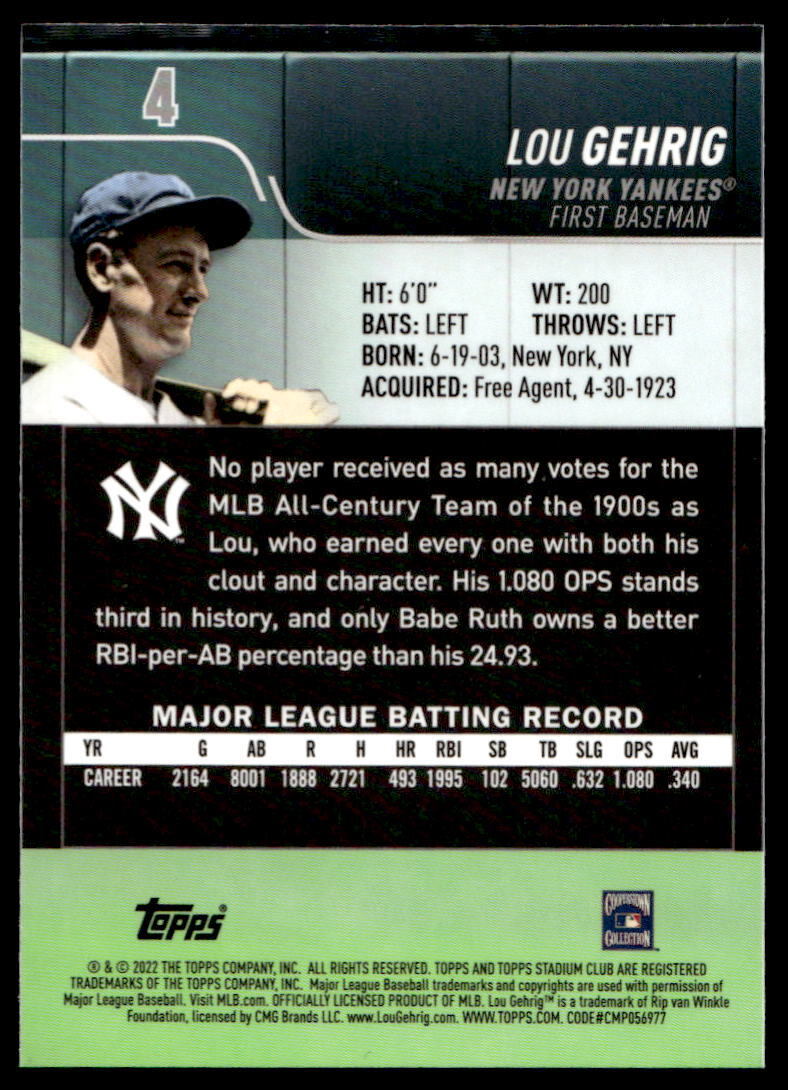 4
LOU GEHRIG
NEW YORK YANKEES®
FIRST BASEMAN
HT: 6'0" WT: 200
BATS: LEFT THROWS: LEFT
BORN: 6-19-03, New York, NY
ACQUIRED: Free Agent, 4-30-1923
NY
No player received as many votes for the
MLB All-Century Team of the 1900s as
Lou, who earned every one with both his
clout and character. His 1.080 OPS stands
third in history, and only Babe Ruth owns a better
RBI-per-AB percentage than his 24.93.
MAJOR LEAGUE BATTING RECORD
YR G AB R H HR RBI SB TB SLG OPS AVG
CAREER 2164 8001 1888 2721 493 1995 102 5060 .632 1.080 .340
TOPPS®
COOPERSTOWN
COLLECTION
® & © 2022 THE TOPPS COMPANY, INC. ALL RIGHTS RESERVED. TOPPS AND TOPPS STADIUM CLUB ARE REGISTERED
TRADEMARKS OF THE TOPPS COMPANY, INC. Major League Baseball trademarks and copyrights are used with permission of
Major League Baseball. Visit MLB.com. OFFICIALLY LICENSED PRODUCT OF MLB. Lou Gehrig™ is a trademark of Rip van Winkle
Foundation, licensed by CMG Brands LLC. www.LouGehrig.com. WWW.TOPPS.COM. CODE#CMP056977